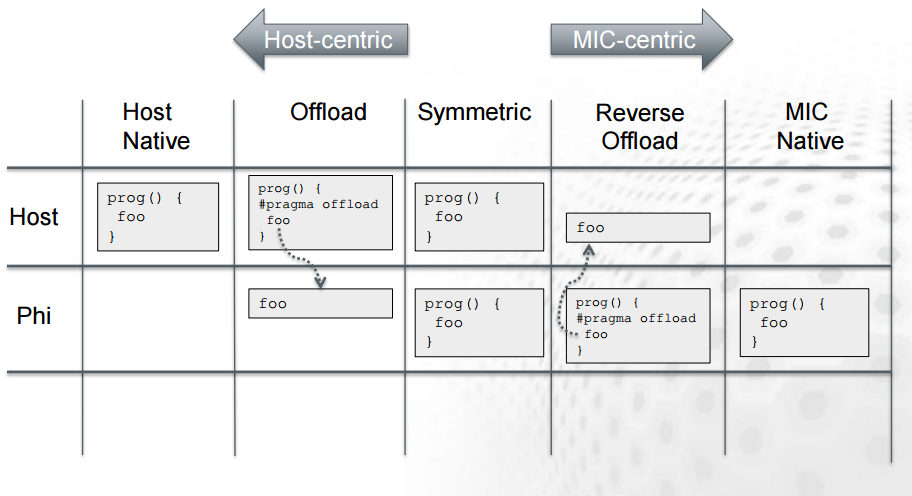 Host-centric
MIC-centric
Host
Native
Offload
Symmetric
Reverse
Offload
MIC
Native
Host
prog() {
foo
}
prog() {
#pragma offload
foo
}
prog() {
foo
}
foo
Phi
foo
prog() {
foo
}
prog() {
#pragma offload
foo
}
prog() {
foo
}